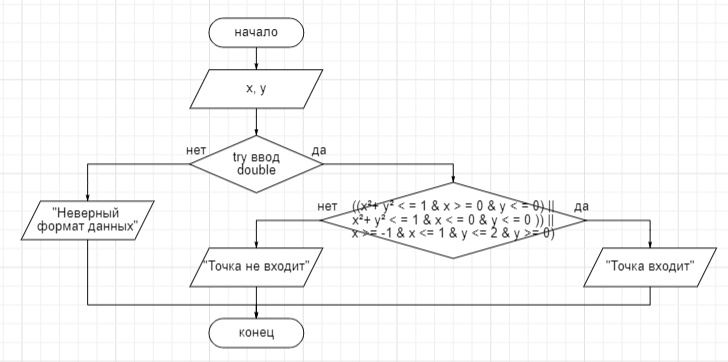 начало
x, y
нет
да
try ввод
double
"Неверный
формат данных"
нет
((x²+ y² < = 1 & x > = 0 & y < = 0) ||
x²+ y² < = 1 & x < = 0 & y < = 0 )) ||
x >= -1 & x <= 1 & y <= 2 & y >= 0)
да
"Точка не входит"
"Точка входит"
конец